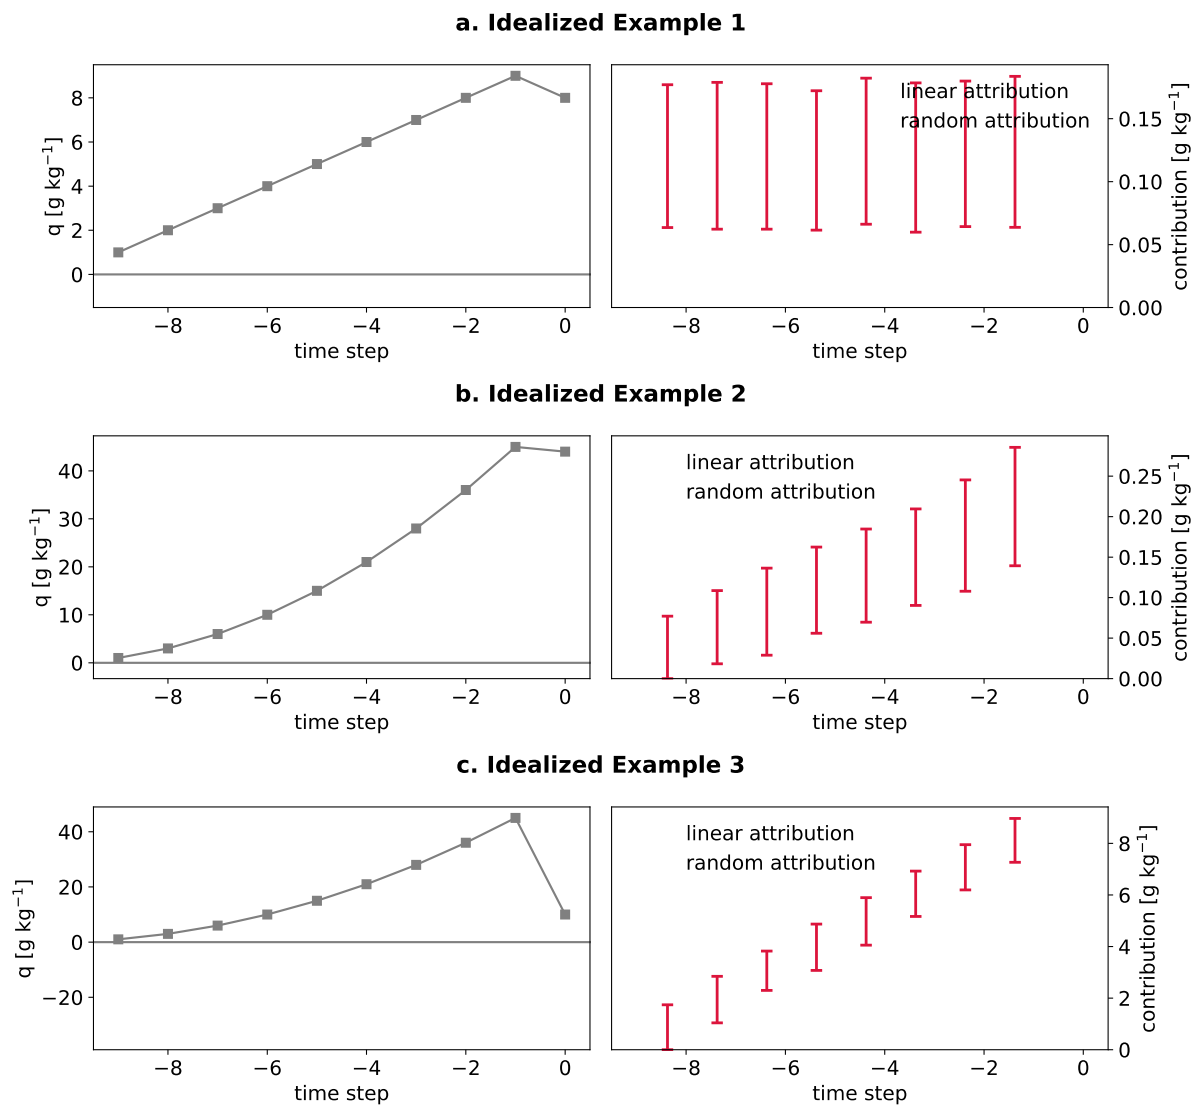 a. Idealized Example 1
q [g kg⁻¹]
8
6
4
2
0
−8 −6 −4 −2 0
time step
linear attribution
random attribution
0.15
0.10
0.05
0.00
contribution [g kg⁻¹]
−8 −6 −4 −2 0
time step
b. Idealized Example 2
q [g kg⁻¹]
40
30
20
10
0
−8 −6 −4 −2 0
time step
linear attribution
random attribution
0.25
0.20
0.15
0.10
0.05
0.00
contribution [g kg⁻¹]
−8 −6 −4 −2 0
time step
c. Idealized Example 3
q [g kg⁻¹]
40
20
0
−20
−8 −6 −4 −2 0
time step
linear attribution
random attribution
8
6
4
2
0
contribution [g kg⁻¹]
−8 −6 −4 −2 0
time step